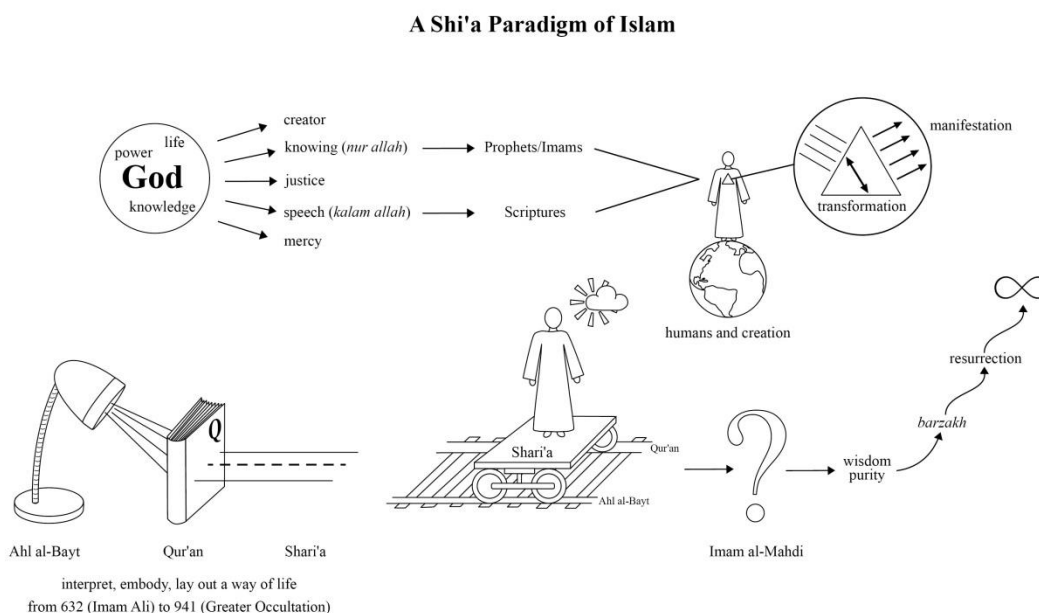 A Shi'a Paradigm of Islam
life
power
God
knowledge
creator
knowing (nur allah)
justice
speech (kalam allah)
mercy
Prophets/Imams
Scriptures
humans and creation
manifestation
transformation
Q
Ahl al-Bayt
Qur'an
Shari'a
interpret, embody, lay out a way of life
from 632 (Imam Ali) to 941 (Greater Occultation)
Shari'a
Qur'an
Ahl al-Bayt
?
Imam al-Mahdi
wisdom
purity
barzakh
resurrection
∞